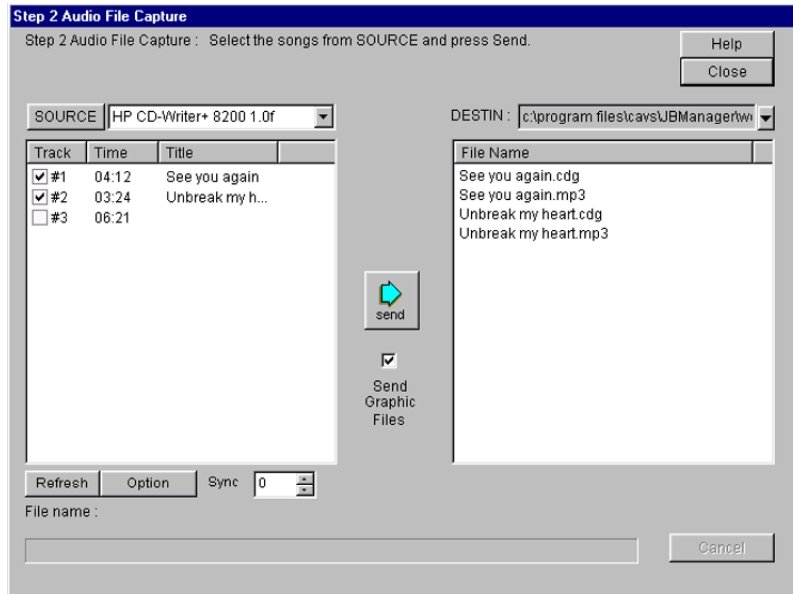 Step 2 Audio File Capture
Step 2 Audio File Capture : Select the songs from SOURCE and press Send.
Help
Close
SOURCE HP CD-Writer+ 8200 1.0f
DESTIN : c:\program files\cavs\JBManager\w
Track Time Title
#1 04:12 See you again
#2 03:24 Unbreak my h...
#3 06:21
File Name
See you again.cdg
See you again.mp3
Unbreak my heart.cdg
Unbreak my heart.mp3
send
Send
Graphic
Files
Refresh Option Sync 0
File name :
Cancel